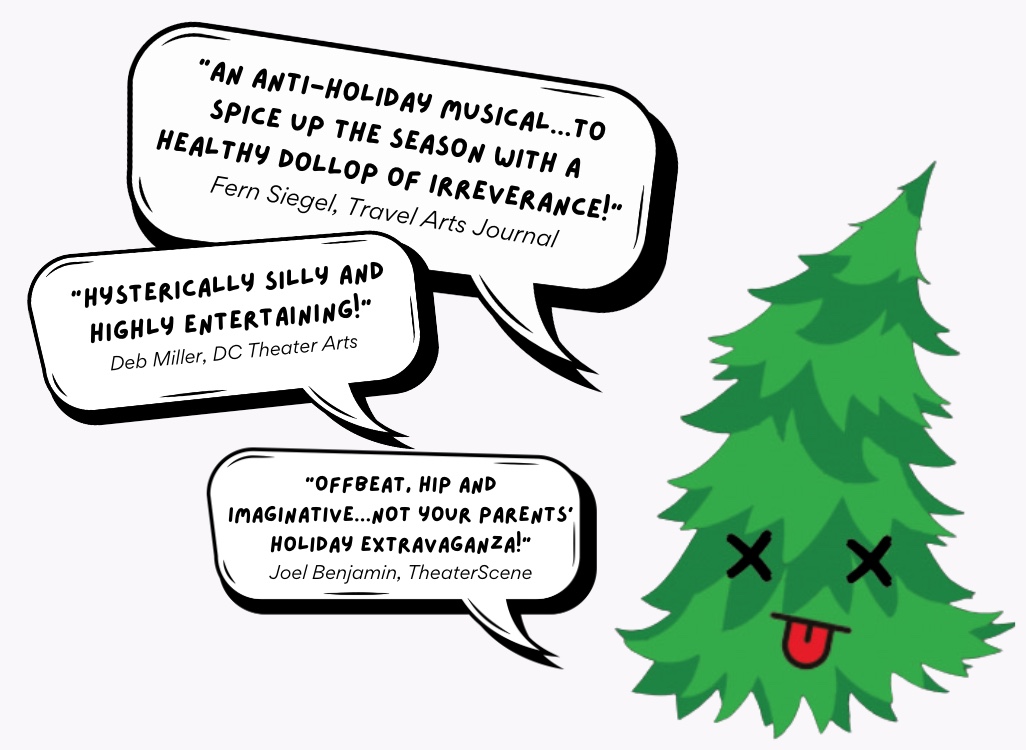 "AN ANTI-HOLIDAY MUSICAL...TO
SPICE UP THE SEASON WITH A
HEALTHY DOLLOP OF IRREVERANCE!"
Fern Siegel, Travel Arts Journal
"HYSTERICALLY SILLY AND
HIGHLY ENTERTAINING!"
Deb Miller, DC Theater Arts
"OFFBEAT, HIP AND
IMAGINATIVE...NOT YOUR PARENTS'
HOLIDAY EXTRAVAGANZA!"
Joel Benjamin, TheaterScene